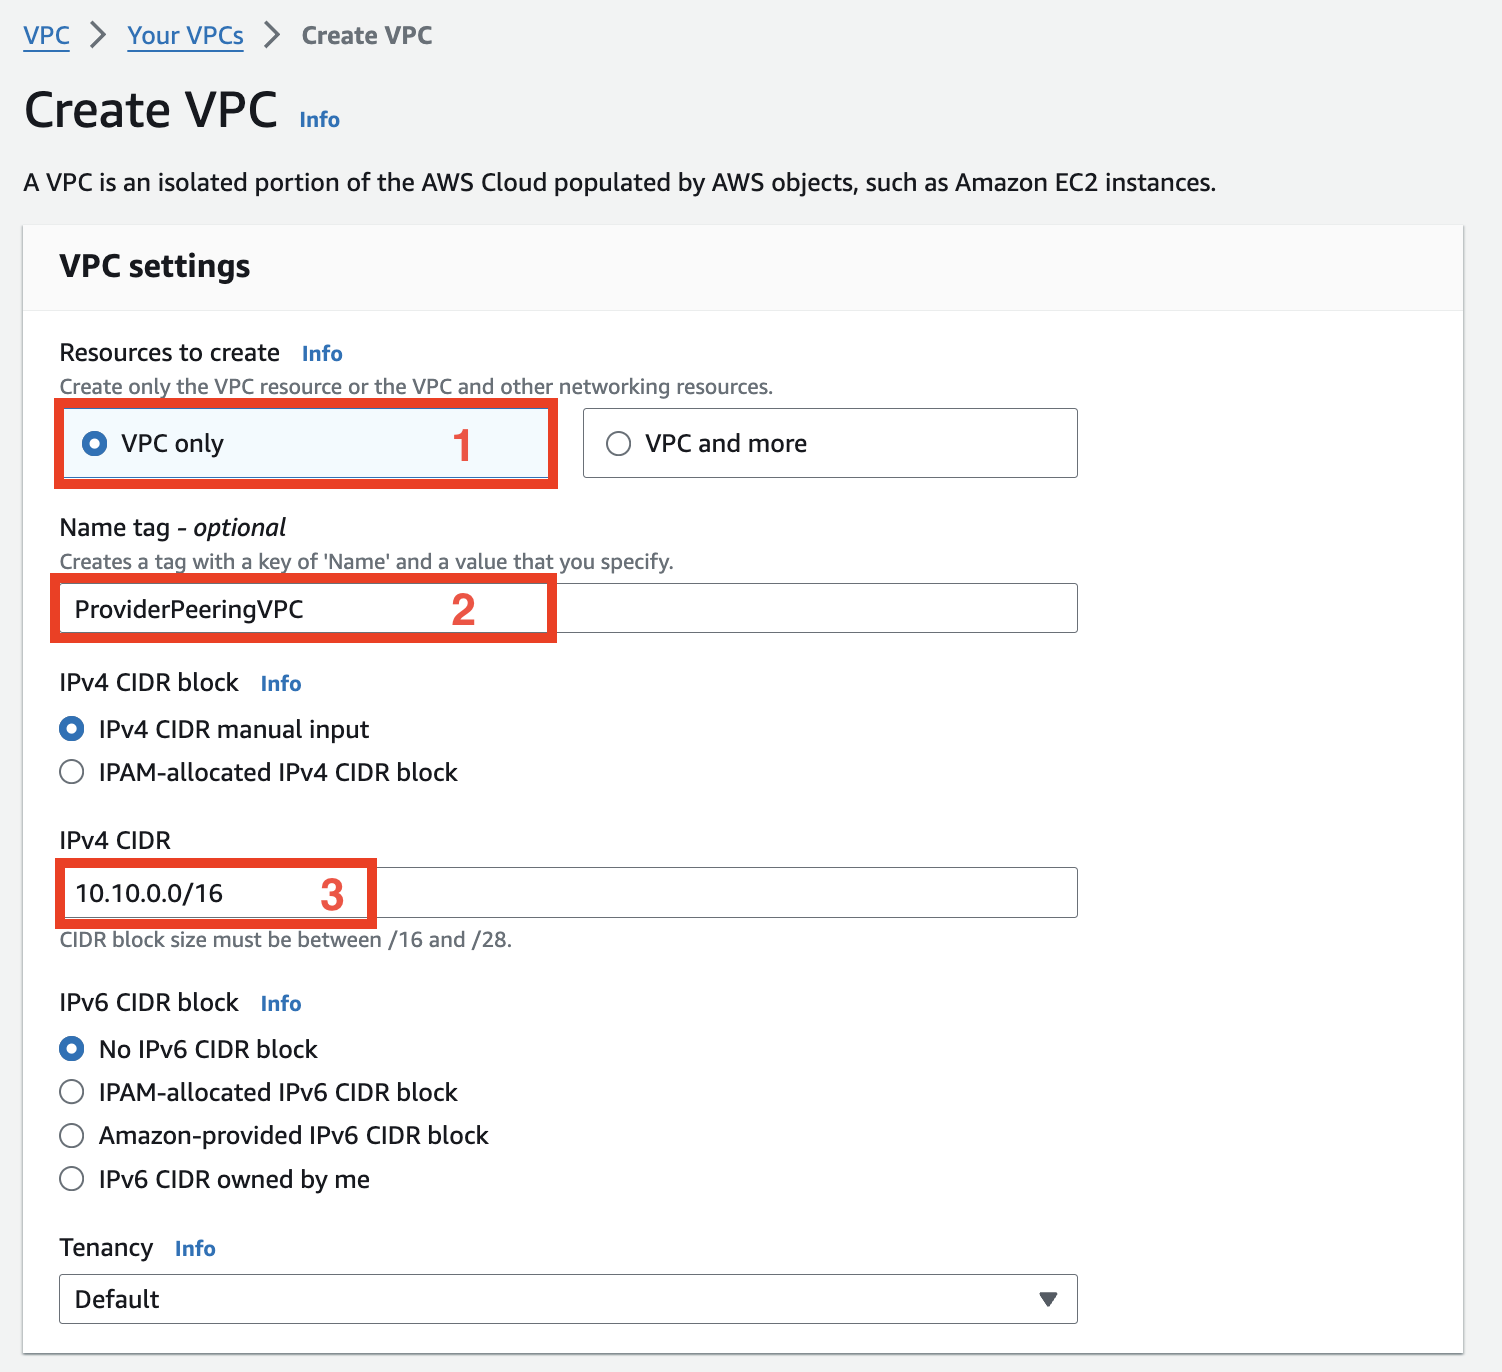 VPC > Your VPCs > Create VPC
Create VPC Info
A VPC is an isolated portion of the AWS Cloud populated by AWS objects, such as Amazon EC2 instances.
VPC settings
Resources to create Info
Create only the VPC resource or the VPC and other networking resources.
VPC only 1 VPC and more
Name tag - optional
Creates a tag with a key of 'Name' and a value that you specify.
ProviderPeeringVPC 2
IPv4 CIDR block Info
IPv4 CIDR manual input
IPAM-allocated IPv4 CIDR block
IPv4 CIDR
10.10.0.0/16 3
CIDR block size must be between /16 and /28.
IPv6 CIDR block Info
No IPv6 CIDR block
IPAM-allocated IPv6 CIDR block
Amazon-provided IPv6 CIDR block
IPv6 CIDR owned by me
Tenancy Info
Default